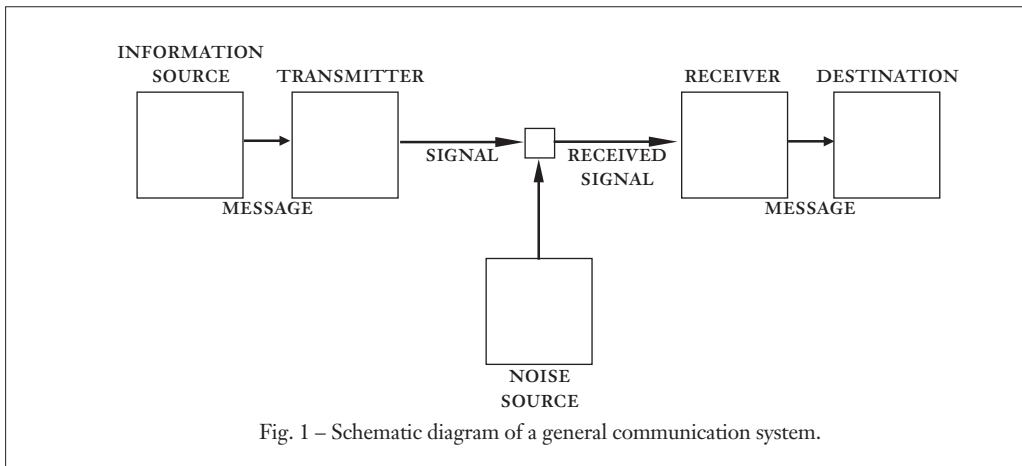 INFORMATION
SOURCE
TRANSMITTER
RECEIVER
DESTINATION
SIGNAL
RECEIVED
SIGNAL
MESSAGE
MESSAGE
NOISE
SOURCE
Fig. 1 – Schematic diagram of a general communication system.